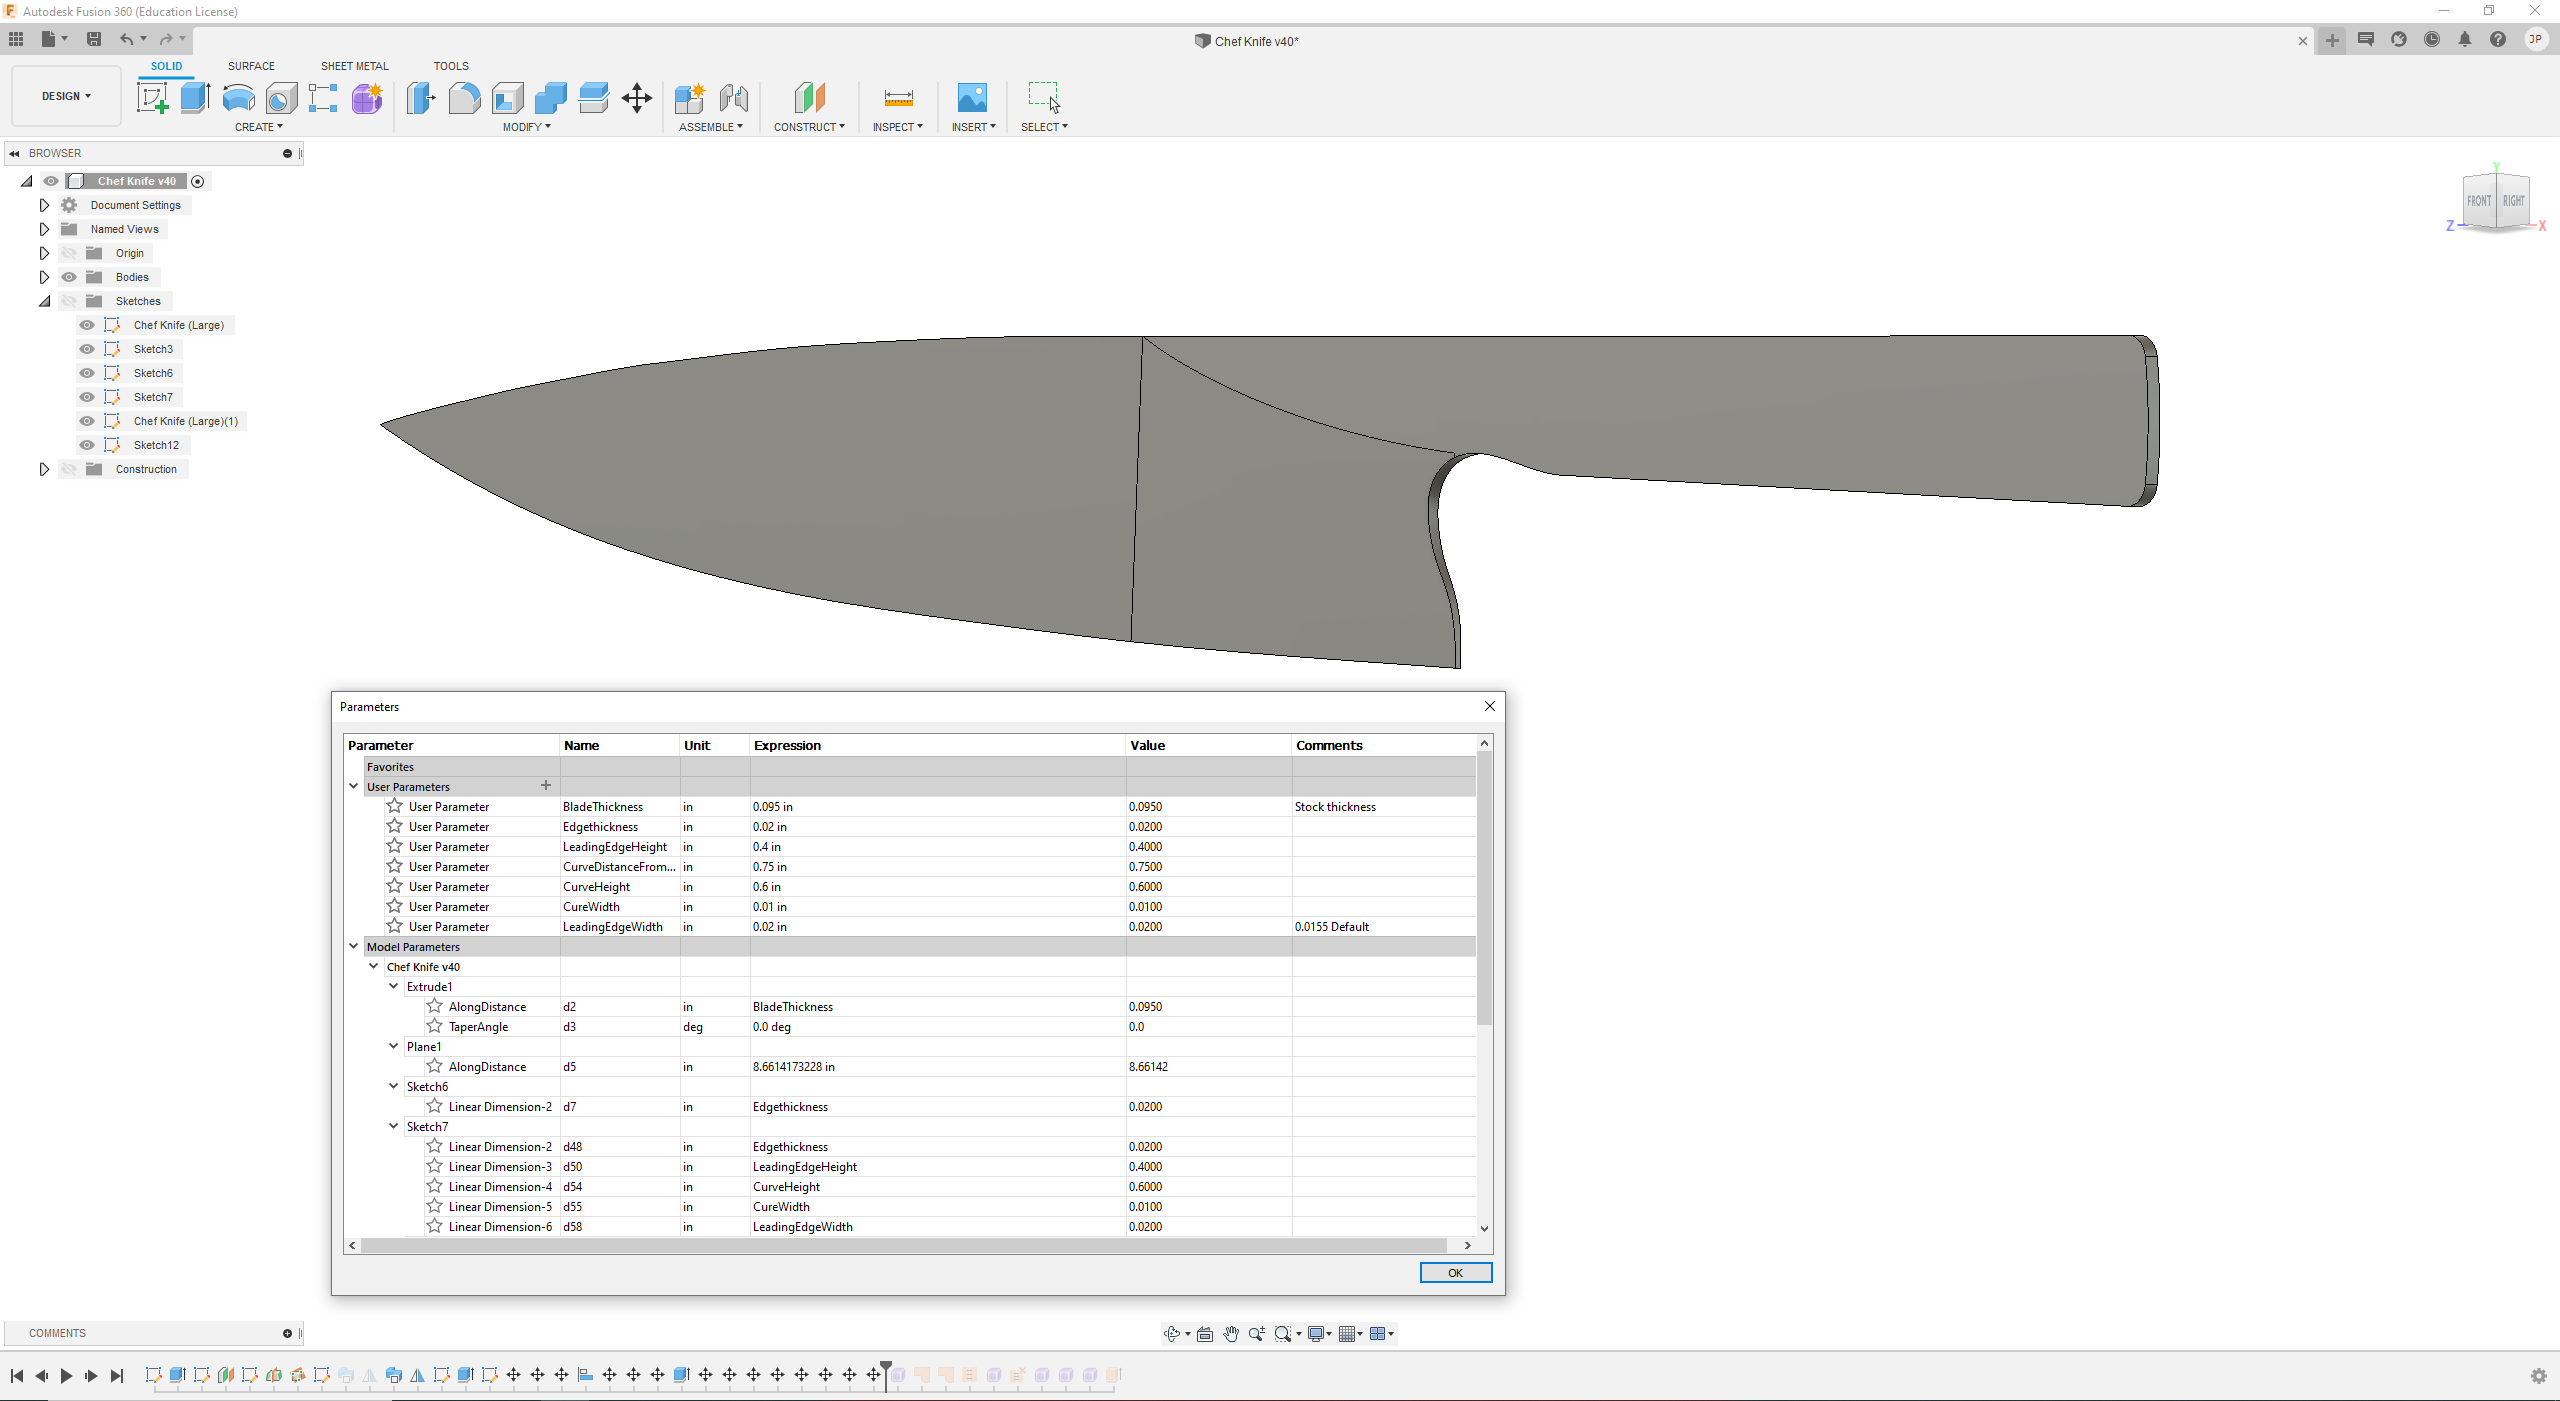 Autodesk Fusion 360 (Education License)
Chef Knife v40*
JP
DESIGN
SOLID SURFACE SHEET METAL TOOLS
CREATE MODIFY ASSEMBLE CONSTRUCT INSPECT INSERT SELECT
BROWSER
Chef Knife v40
Document Settings
Named Views
Origin
Bodies
Sketches
Chef Knife (Large)
Sketch3
Sketch6
Sketch7
Chef Knife (Large)(1)
Sketch12
Construction
Y
FRONT RIGHT
Z X
Parameters
Parameter Name Unit Expression Value Comments
Favorites
User Parameters
User Parameter BladeThickness in 0.095 in 0.0950 Stock thickness
User Parameter Edgethickness in 0.02 in 0.0200
User Parameter LeadingEdgeHeight in 0.4 in 0.4000
User Parameter CurveDistanceFrom... in 0.75 in 0.7500
User Parameter CurveHeight in 0.6 in 0.6000
User Parameter CureWidth in 0.01 in 0.0100
User Parameter LeadingEdgeWidth in 0.02 in 0.0200 0.0155 Default
Model Parameters
Chef Knife v40
Extrude1
AlongDistance d2 in BladeThickness 0.0950
TaperAngle d3 deg 0.0 deg 0.0
Plane1
AlongDistance d5 in 8.6614173228 in 8.66142
Sketch6
Linear Dimension-2 d7 in Edgethickness 0.0200
Sketch7
Linear Dimension-2 d48 in Edgethickness 0.0200
Linear Dimension-3 d50 in LeadingEdgeHeight 0.4000
Linear Dimension-4 d54 in CurveHeight 0.6000
Linear Dimension-5 d55 in CureWidth 0.0100
Linear Dimension-6 d58 in LeadingEdgeWidth 0.0200
OK
COMMENTS